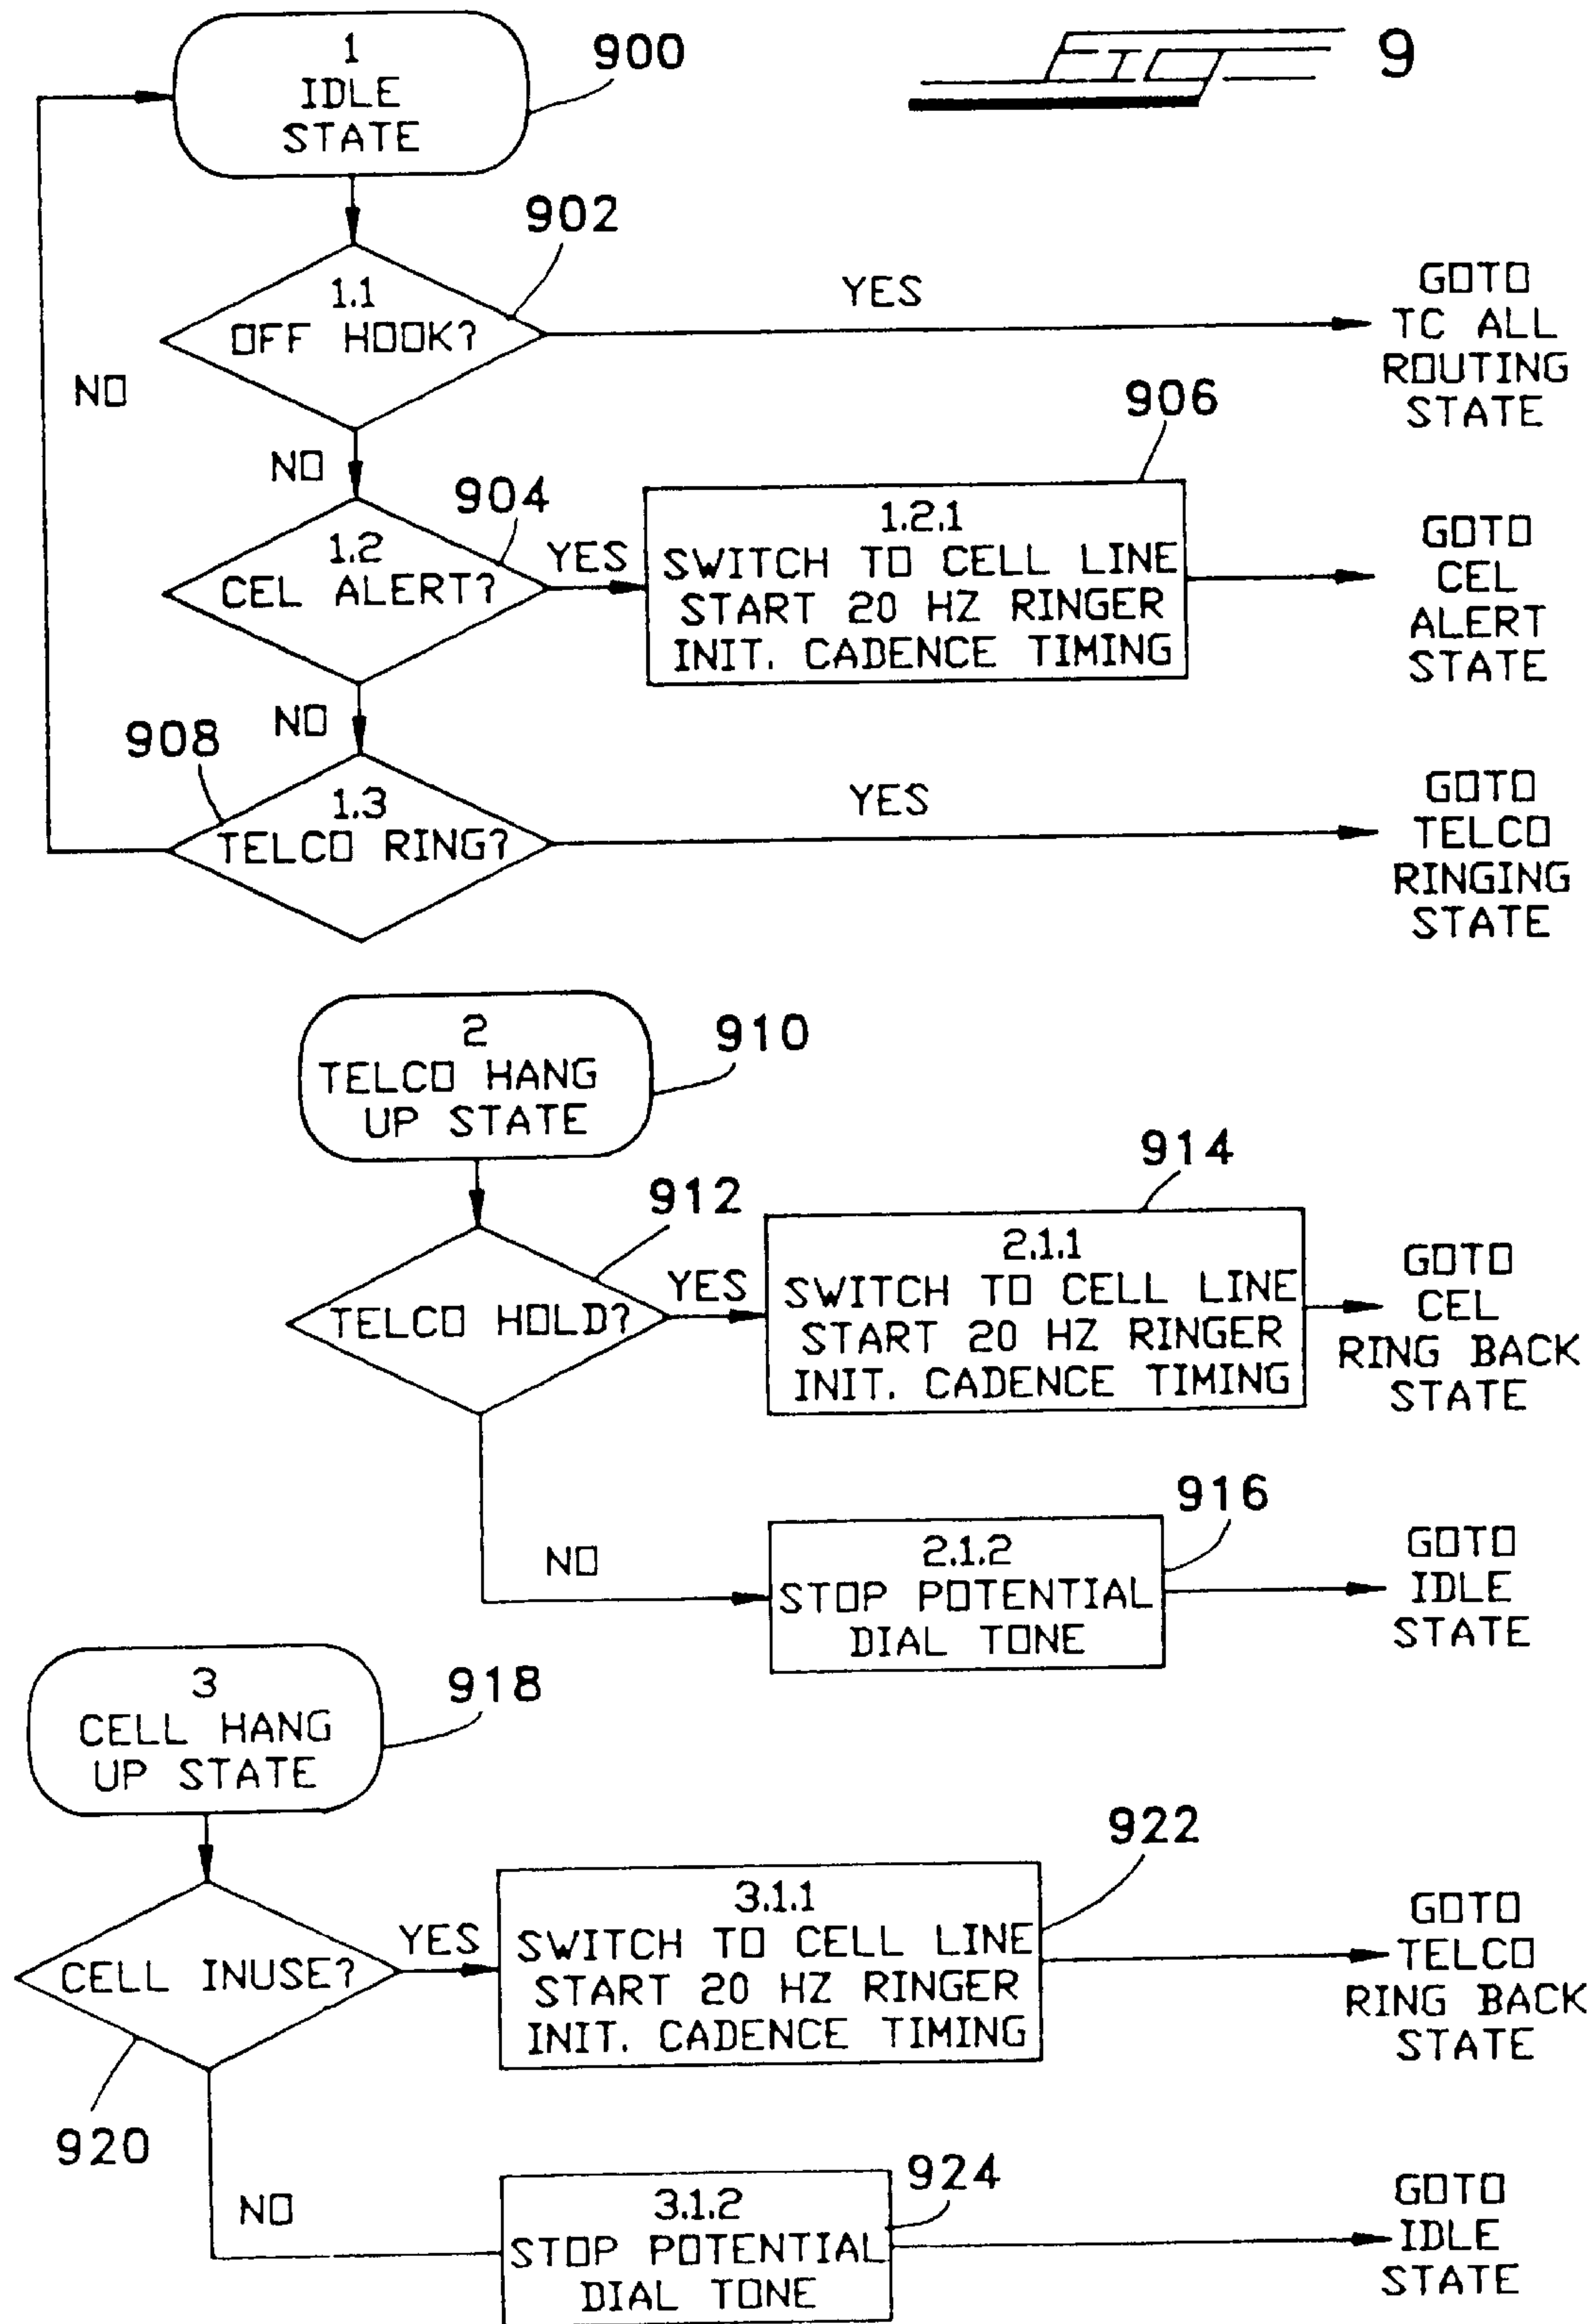 FIG 9
1
IDLE
STATE
900
902
1.1
OFF HOOK?
YES
GOTO
TC ALL
ROUTING
STATE
NO
NO
904
906
1.2
CEL ALERT?
YES
1.2.1
SWITCH TO CELL LINE
START 20 HZ RINGER
INIT. CADENCE TIMING
GOTO
CEL
ALERT
STATE
NO
908
1.3
TELCO RING?
YES
GOTO
TELCO
RINGING
STATE
2
TELCO HANG
UP STATE
910
912
914
TELCO HOLD?
YES
2.1.1
SWITCH TO CELL LINE
START 20 HZ RINGER
INIT. CADENCE TIMING
GOTO
CEL
RING BACK
STATE
916
NO
2.1.2
STOP POTENTIAL
DIAL TONE
GOTO
IDLE
STATE
3
CELL HANG
UP STATE
918
920
922
CELL INUSE?
YES
3.1.1
SWITCH TO CELL LINE
START 20 HZ RINGER
INIT. CADENCE TIMING
GOTO
TELCO
RING BACK
STATE
924
NO
3.1.2
STOP POTENTIAL
DIAL TONE
GOTO
IDLE
STATE